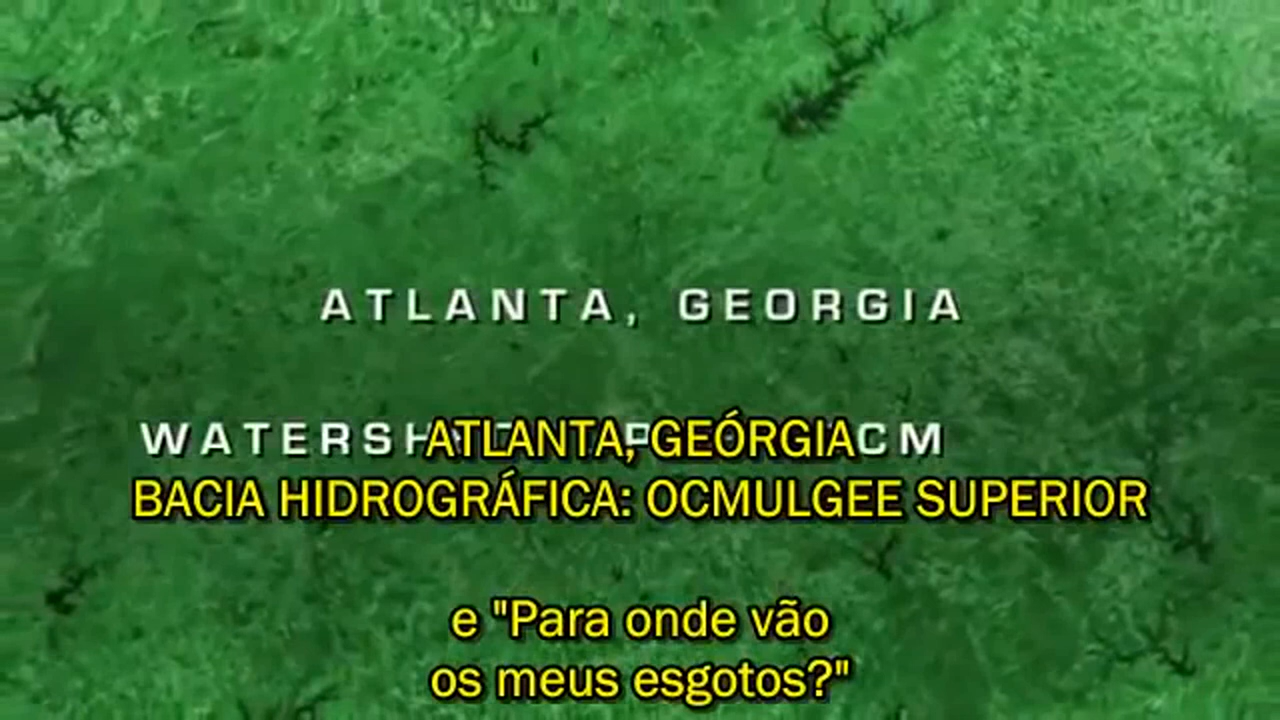 ATLANTA, GEORGIA
ATLANTA, GEÓRGIA
BACIA HIDROGRÁFICA: OCMULGEE SUPERIOR
e "Para onde vão
os meus esgotos?"